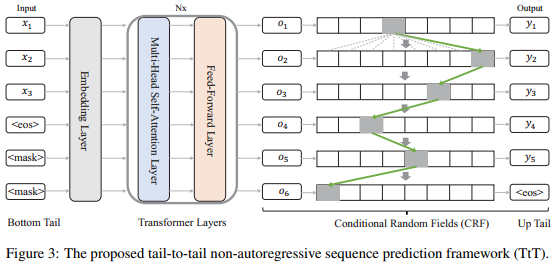 Input Nx Output
x1 o1 y1
x2 o2 y2
x3 o3 y3
<eos> o4 y4
<mask> o5 y5
<mask> o6 <eos>
Embedding Layer
Multi-Head Self-Attention Layer
Feed-Forward Layer
Bottom Tail Transformer Layers Conditional Random Fields (CRF) Up Tail
Figure 3: The proposed tail-to-tail non-autoregressive sequence prediction framework (TtT).